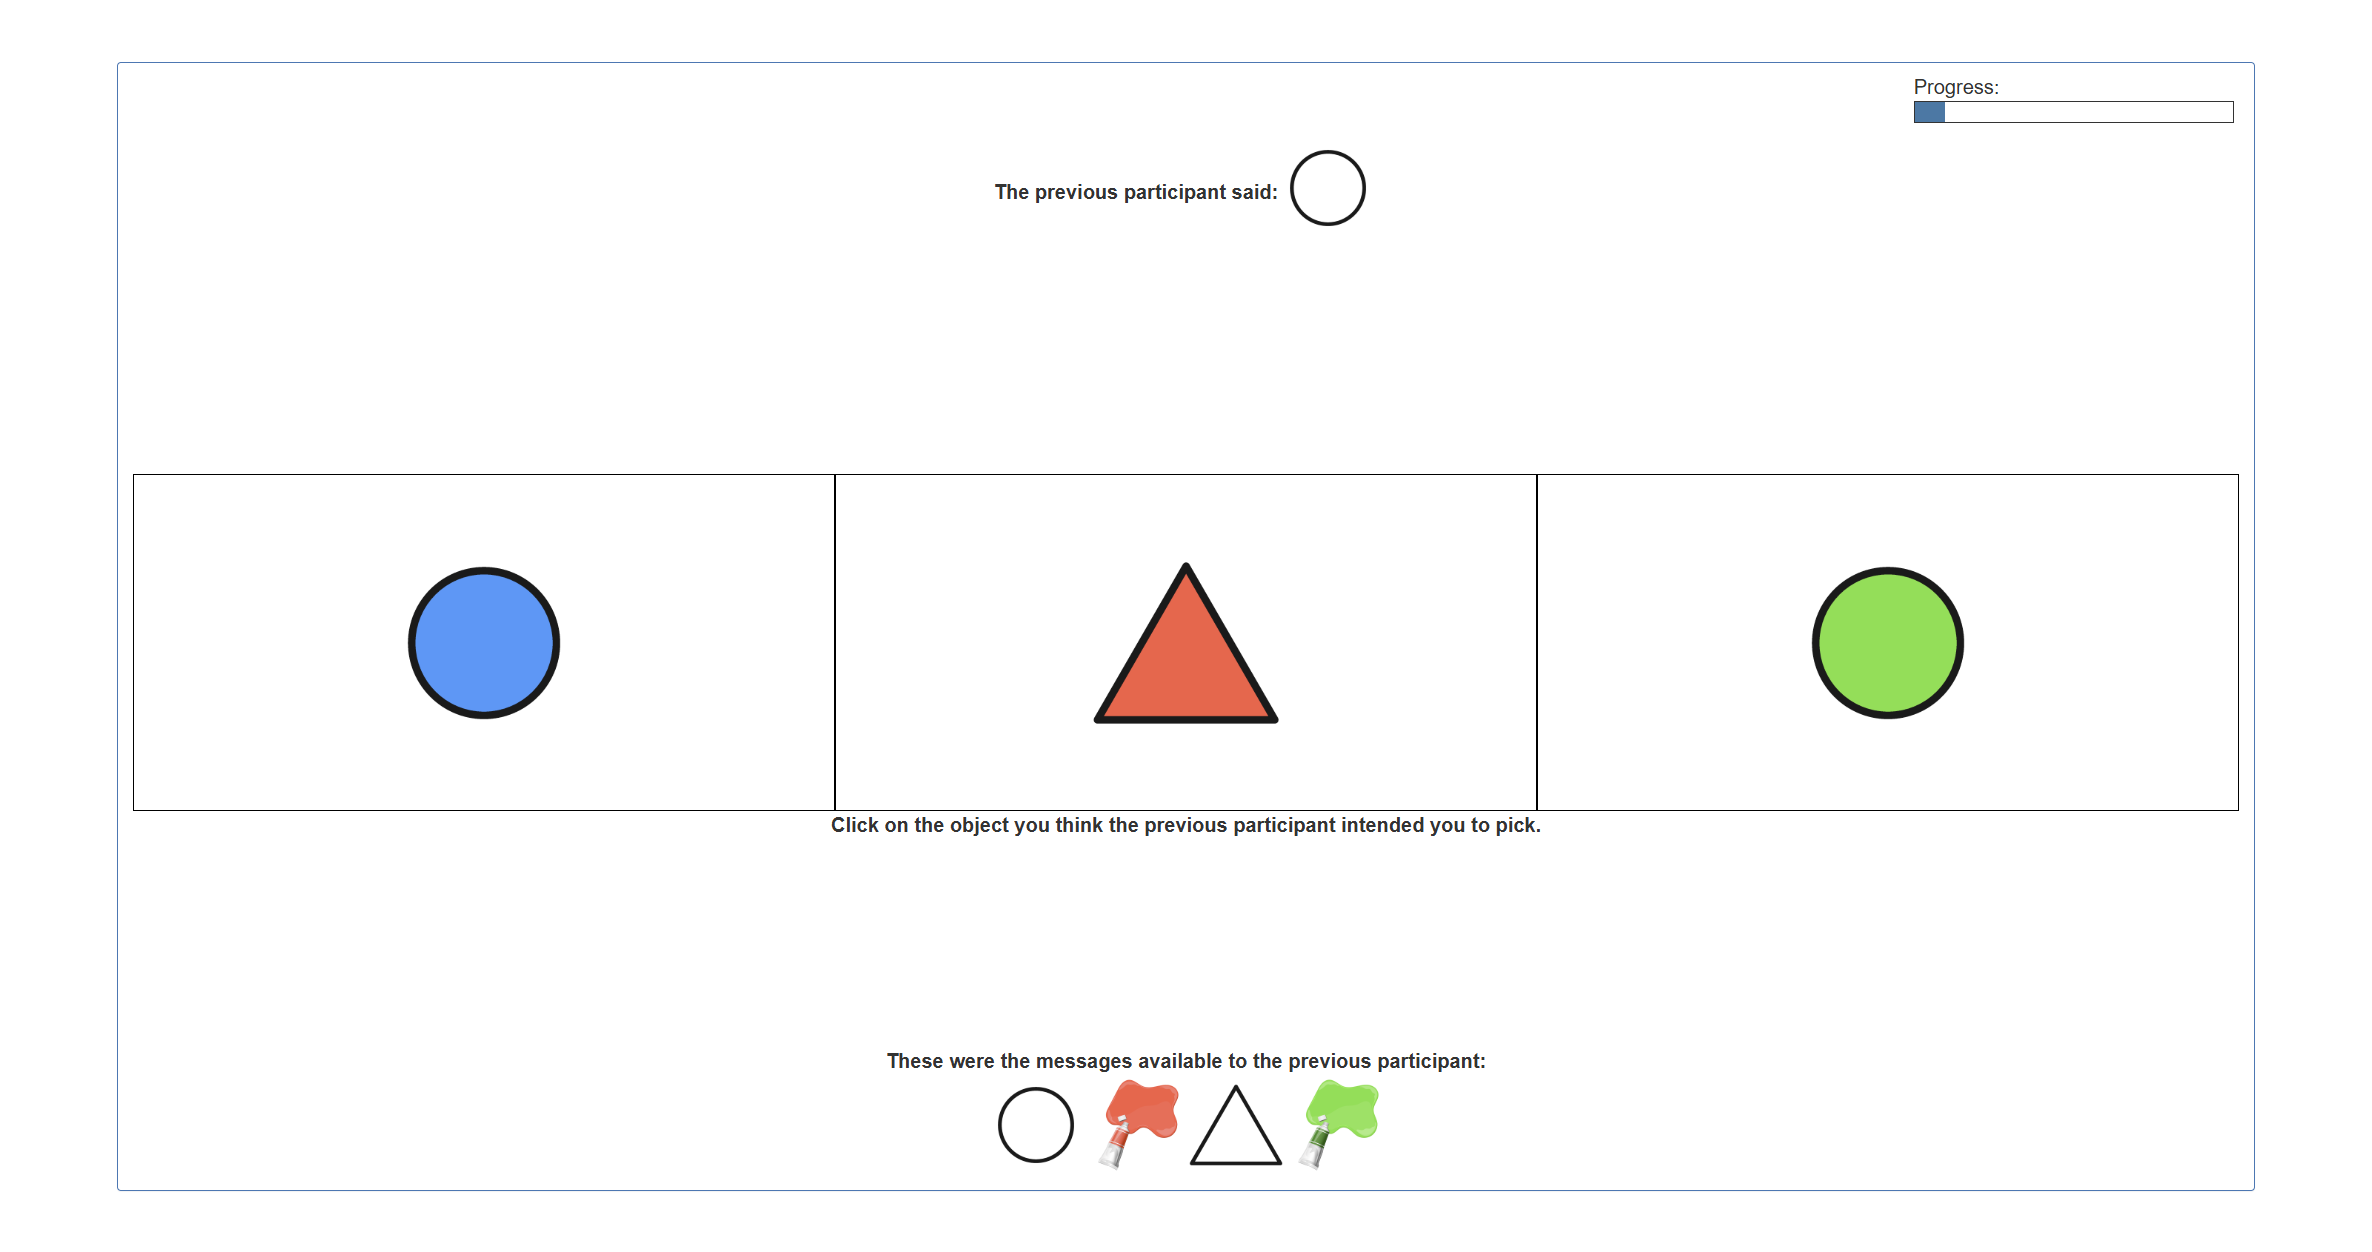 Progress:
The previous participant said:
Click on the object you think the previous participant intended you to pick.
These were the messages available to the previous participant: